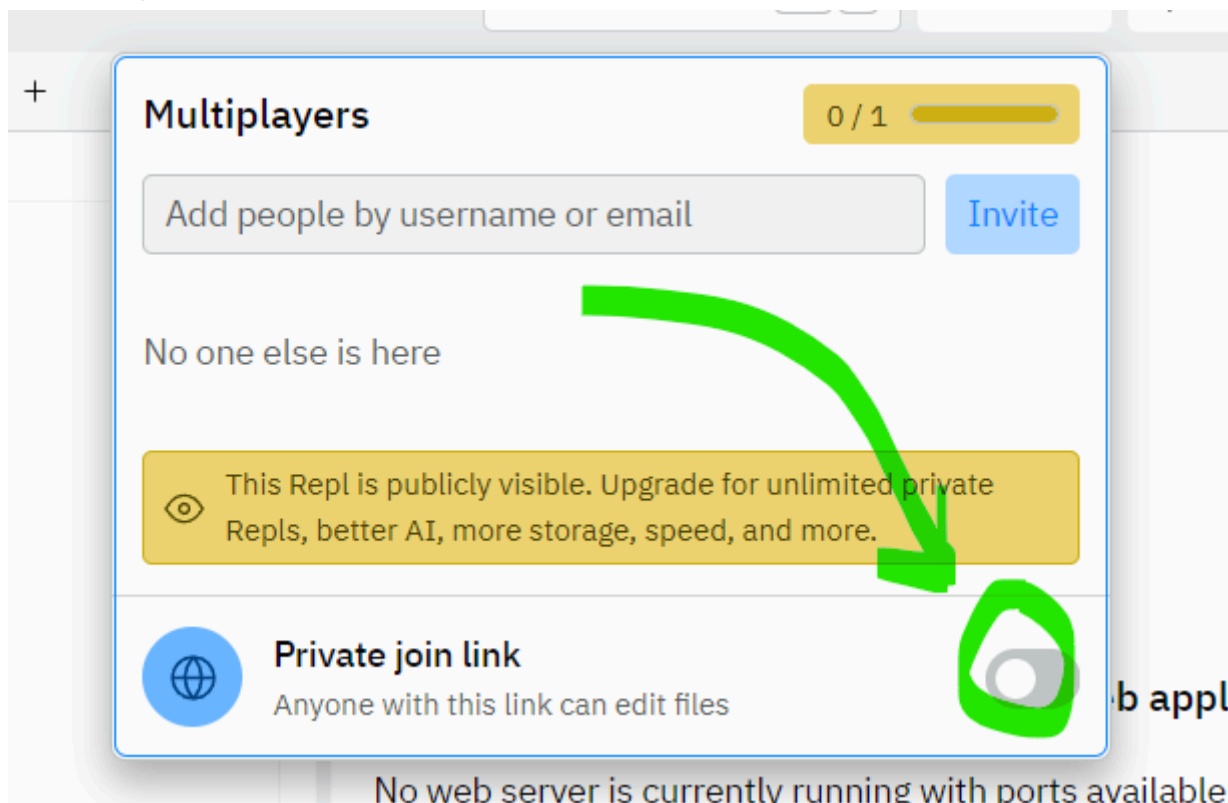 +
Multiplayers
0 / 1
Add people by username or email
Invite
No one else is here
This Repl is publicly visible. Upgrade for unlimited private
Repls, better AI, more storage, speed, and more.
Private join link
Anyone with this link can edit files
b appl
No web server is currently running with ports available